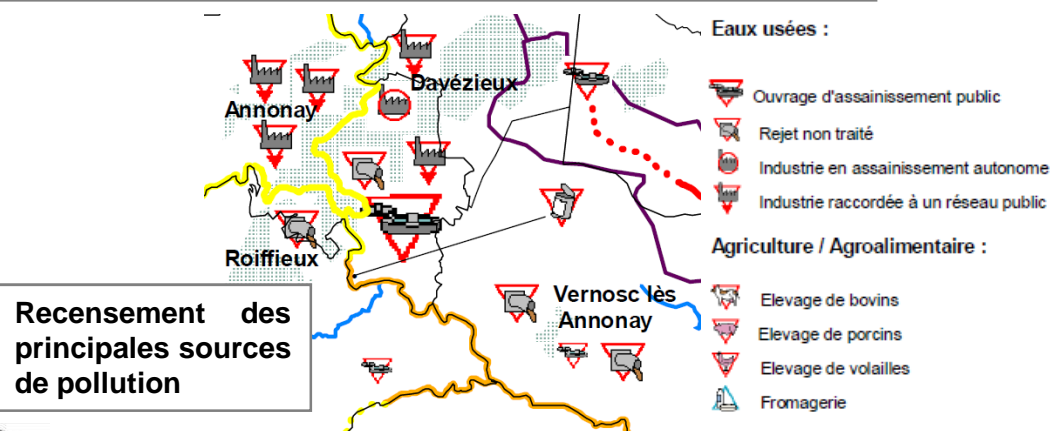 Eaux usées :
Davézieux
Annonay
Ouvrage d'assainissement public
Rejet non traité
Industrie en assainissement autonome
Industrie raccordée à un réseau public
Roiffieux
Agriculture / Agroalimentaire :
Vernosc lès
Annonay
Recensement des
principales sources
de pollution
Elevage de bovins
Elevage de porcins
Elevage de volailles
Fromagerie